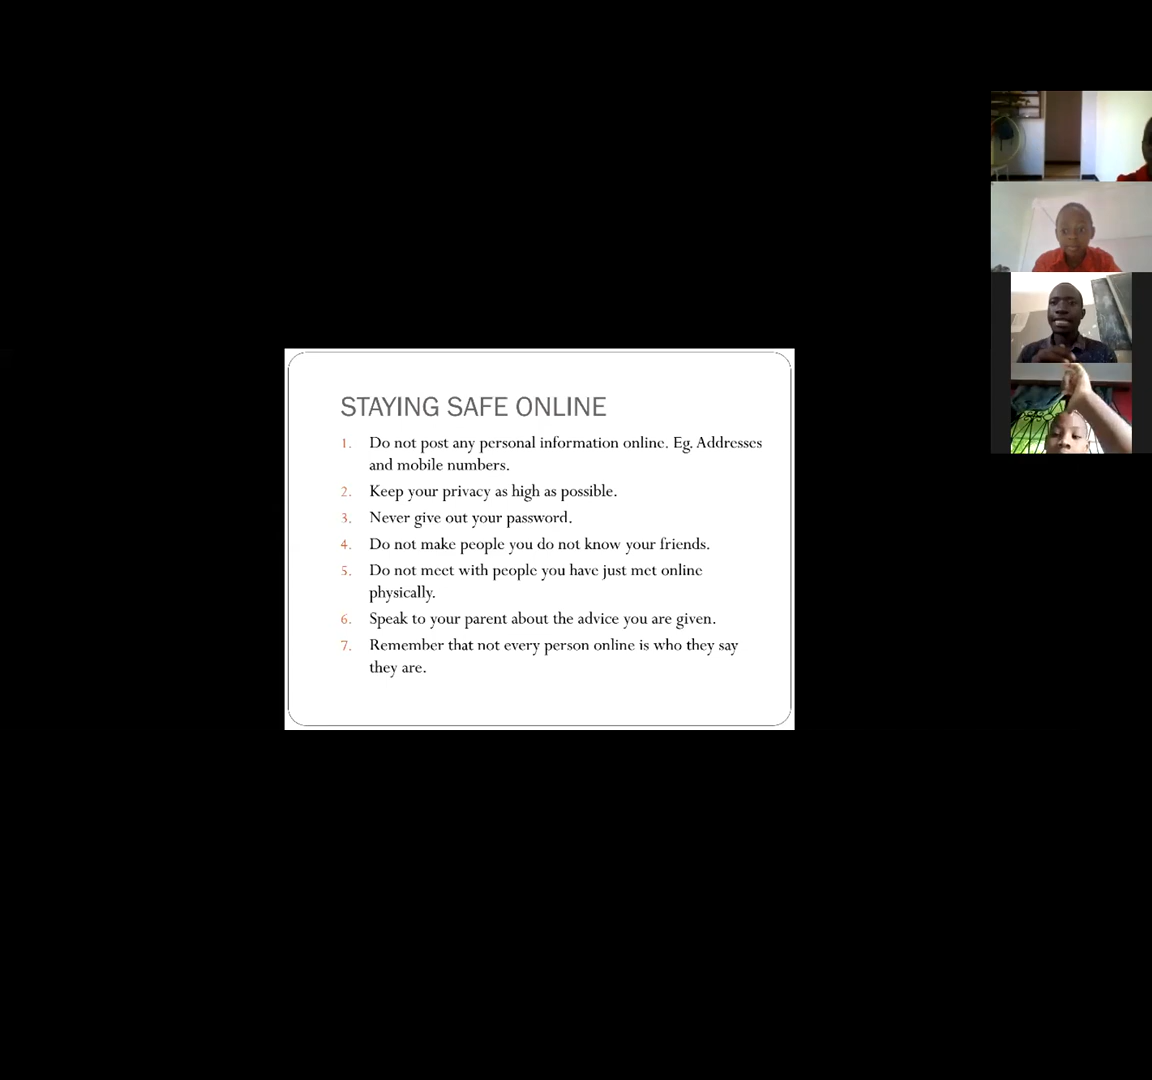 STAYING SAFE ONLINE
1. Do not post any personal information online. Eg. Addresses
and mobile numbers.
2. Keep your privacy as high as possible.
3. Never give out your password.
4. Do not make people you do not know your friends.
5. Do not meet with people you have just met online
physically.
6. Speak to your parent about the advice you are given.
7. Remember that not every person online is who they say
they are.